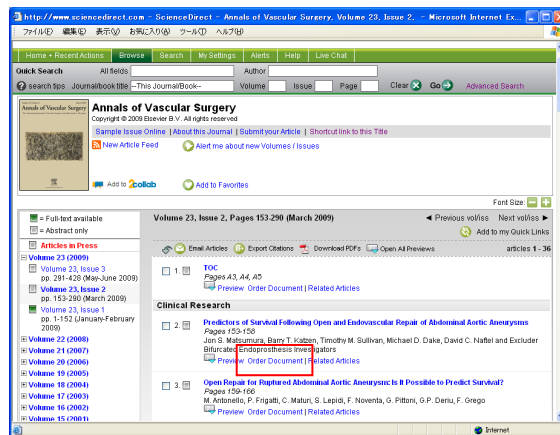 http://www.sciencedirect.com - ScienceDirect - Annals of Vascular Surgery, Volume 23, Issue 2, - Microsoft Internet Ex...
ファイル(F) 編集(E) 表示(V) お気に入り(A) ツール(T) ヘルプ(H)
Home + Recent Actions Browse Search My Settings Alerts Help Live Chat
Quick Search All fields Author
search tips Journal/book title --This Journal/Book-- Volume Issue Page Clear Go Advanced Search
Annals of Vascular Surgery
Annals of Vascular Surgery
Copyright © 2009 Elsevier B.V. All rights reserved
Sample Issue Online | About this Journal | Submit your Article | Shortcut link to this Title
New Article Feed Alert me about new Volumes / Issues
Add to 2collab Add to Favorites
Font Size:
= Full-text available
= Abstract only
Articles in Press
Volume 23 (2009)
Volume 23, Issue 3
pp. 291-428 (May-June 2009)
Volume 23, Issue 2
pp. 153-290 (March 2009)
Volume 23, Issue 1
pp. 1-152 (January-February
2009)
Volume 22 (2008)
Volume 21 (2007)
Volume 20 (2006)
Volume 19 (2005)
Volume 18 (2004)
Volume 17 (2003)
Volume 16 (2002)
Volume 15 (2001)
Volume 23, Issue 2, Pages 153-290 (March 2009) Previous vol/iss Next vol/iss
Add to my Quick Links
Email Articles Export Citations Download PDFs Open All Previews articles 1 - 36
1. TOC
Pages A3, A4, A5
Preview Order Document | Related Articles
Clinical Research
2. Predictors of Survival Following Open and Endovascular Repair of Abdominal Aortic Aneurysms
Pages 153-158
Jon S. Matsumura, Barry T. Katzen, Timothy M. Sullivan, Michael D. Dake, David C. Naftel and Excluder
Bifurcated Endoprosthesis Investigators
Preview Order Document | Related Articles
3. Open Repair for Ruptured Abdominal Aortic Aneurysm: Is It Possible to Predict Survival?
Pages 159-166
M. Antonello, P. Frigatti, C. Maturi, S. Lepidi, F. Noventa, G. Pittoni, G.P. Deriu, F. Grego
Preview Order Document | Related Articles
Internet